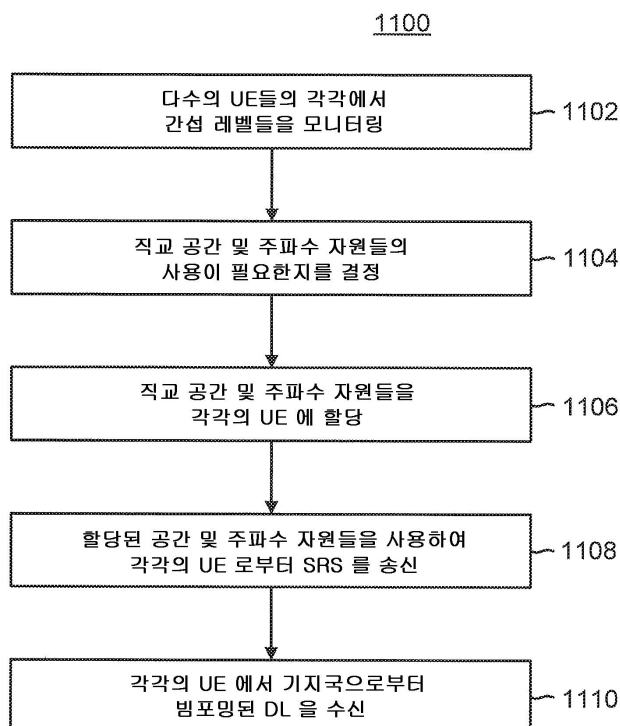 1100
다수의 UE들의 각각에서
간섭 레벨들을 모니터링
1102
직교 공간 및 주파수 자원들의
사용이 필요한지를 결정
1104
직교 공간 및 주파수 자원들을
각각의 UE 에 할당
1106
할당된 공간 및 주파수 자원들을 사용하여
각각의 UE 로부터 SRS 를 송신
1108
각각의 UE 에서 기지국으로부터
빔포밍된 DL 을 수신
1110